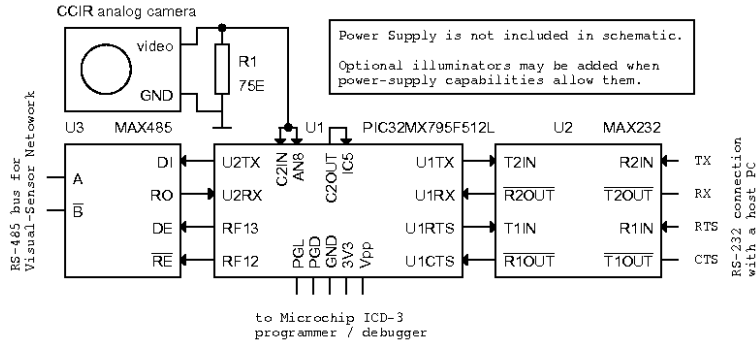 CCIR analog camera
video
GND
R1
75E
Power Supply is not included in schematic.
Optional illuminators may be added when
power-supply capabilities allow them.
U3 MAX485
U1 PIC32MX795F512L
U2 MAX232
C2IN
AN8
C2OUT
IC5
A
B
DI
RO
DE
RE
U2TX
U2RX
RF13
RF12
U1TX
U1RX
U1RTS
U1CTS
T2IN
R2OUT
T1IN
R1OUT
R2IN
T2OUT
R1IN
T1OUT
TX
RX
RTS
CTS
PGL
PGD
GND
3V3
Vpp
RS-485 bus for
Visual-Sensor Netowork
RS-232 connection
with a host PC
to Microchip ICD-3
programmer / debugger